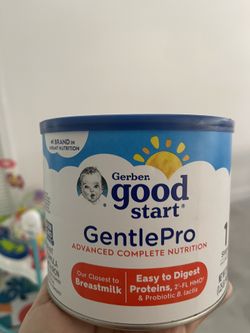 #1 BRAND IN
INFANT NUTRITION
Gerber.
good
start
GentlePro
ADVANCED COMPLETE NUTRITION
Our Closest to
Breastmilk
Easy to Digest
Proteins, 2'-FL HMO*
& Probiotic B. lactis